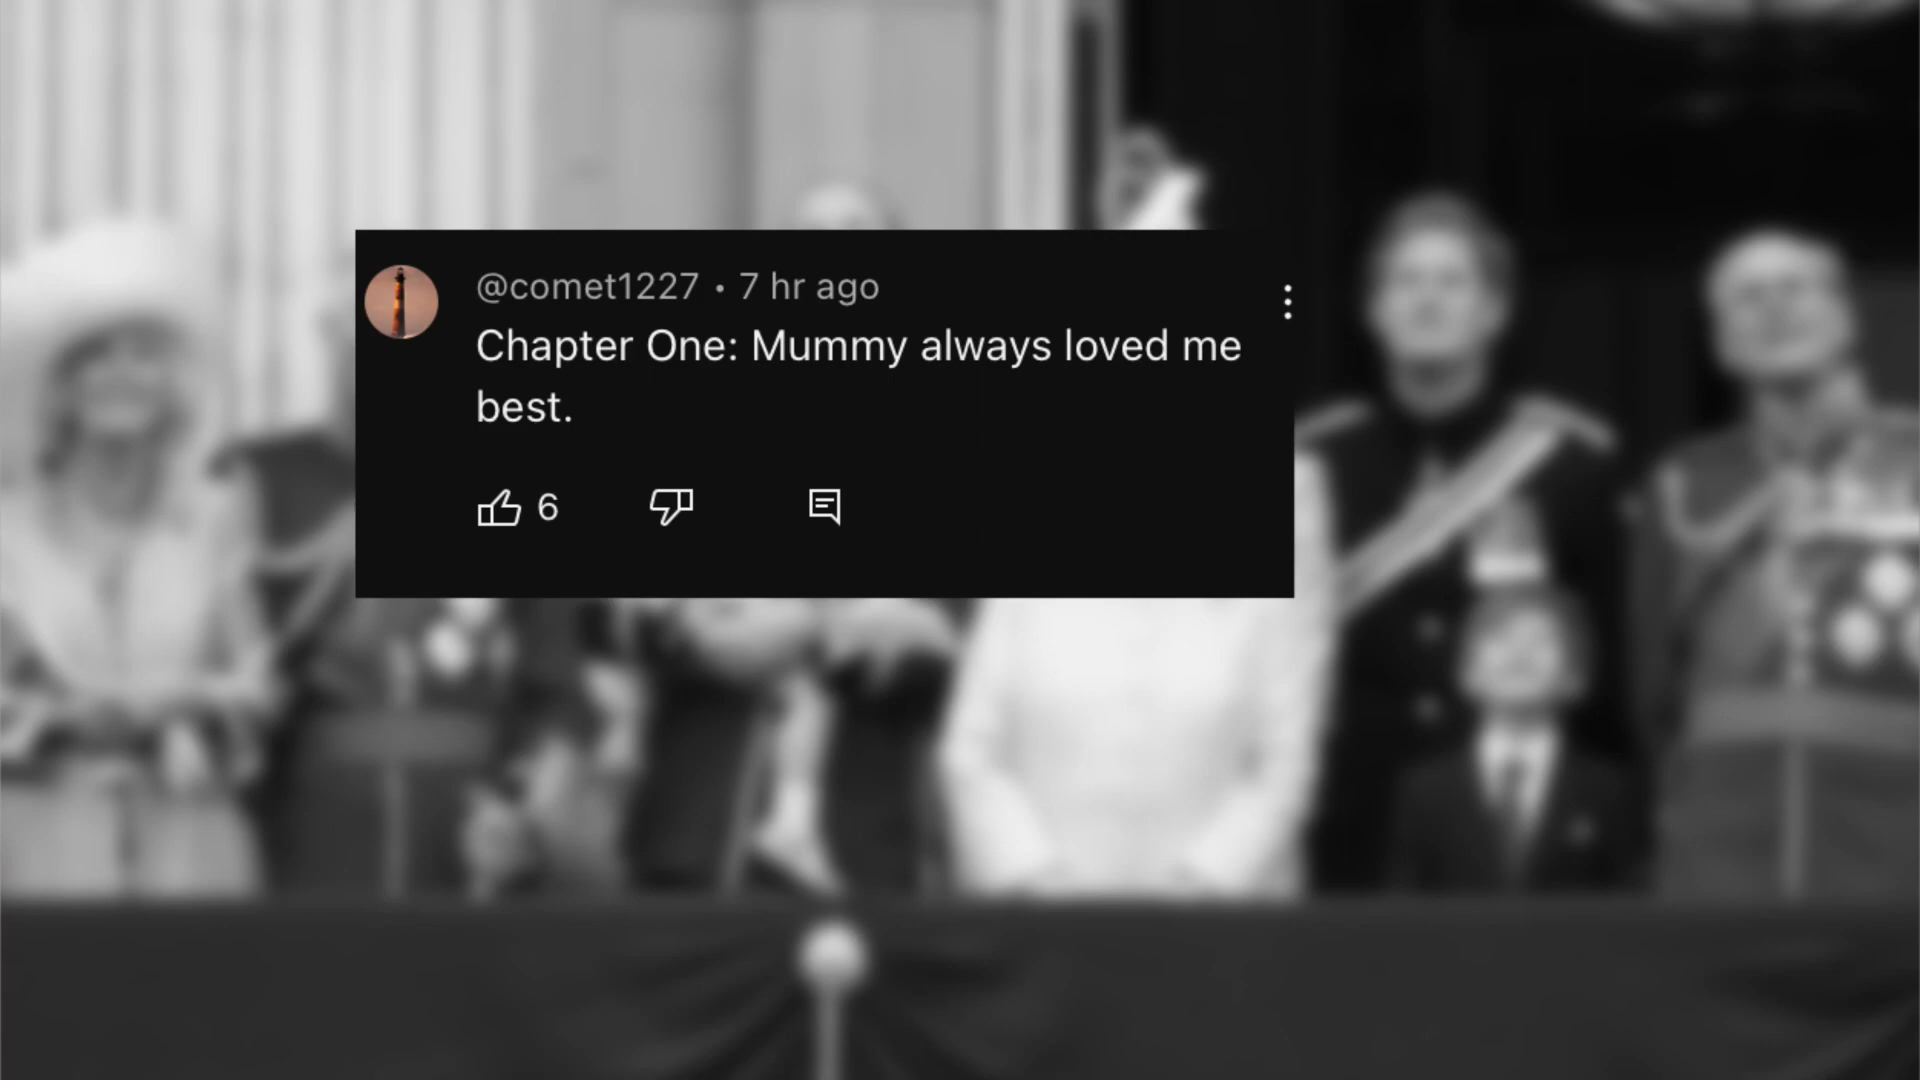 @comet1227 • 7 hr ago
Chapter One: Mummy always loved me
best.
6